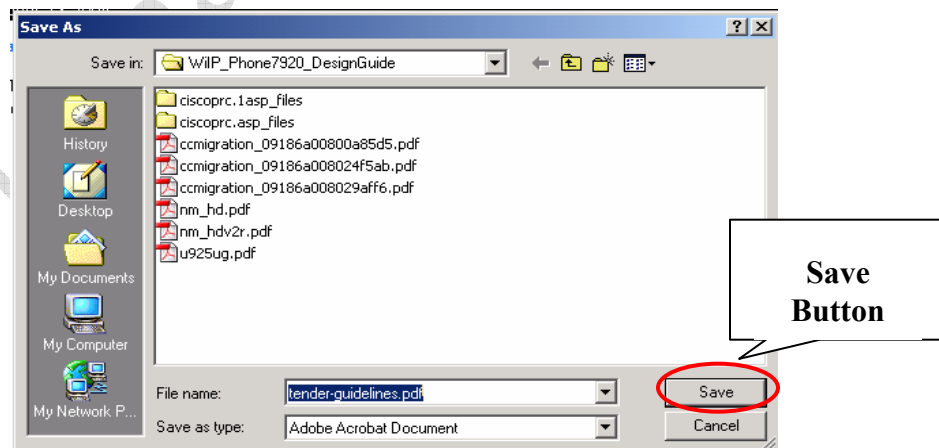 Save As
Save in: WiIP_Phone7920_DesignGuide
History
Desktop
My Documents
My Computer
My Network P...
ciscoprc.1asp_files
ciscoprc.asp_files
ccmigration_09186a00800a85d5.pdf
ccmigration_09186a008024f5ab.pdf
ccmigration_09186a008029aff6.pdf
nm_hd.pdf
nm_hdv2r.pdf
u925ug.pdf
File name: tender-guidelines.pdf
Save as type: Adobe Acrobat Document
Save
Cancel
Save
Button